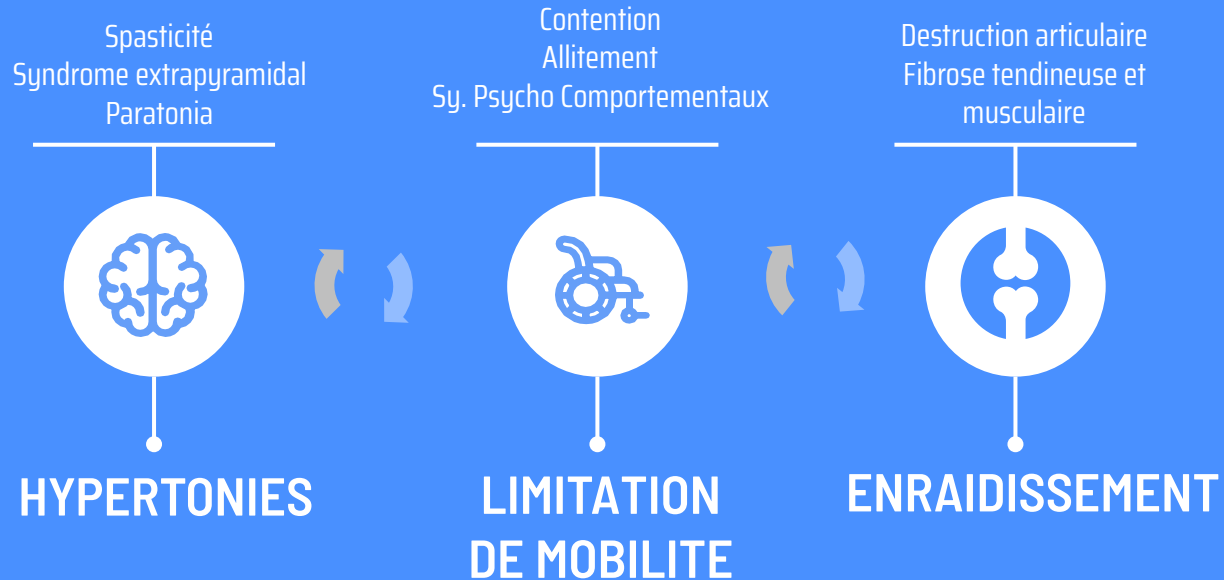 Spasticité
Syndrome extrapyramidal
Paratonia
HYPERTONIES
Contention
Allitement
Sy. Psycho Comportementaux
LIMITATION
DE MOBILITE
Destruction articulaire
Fibrose tendineuse et
musculaire
ENRAIDISSEMENT